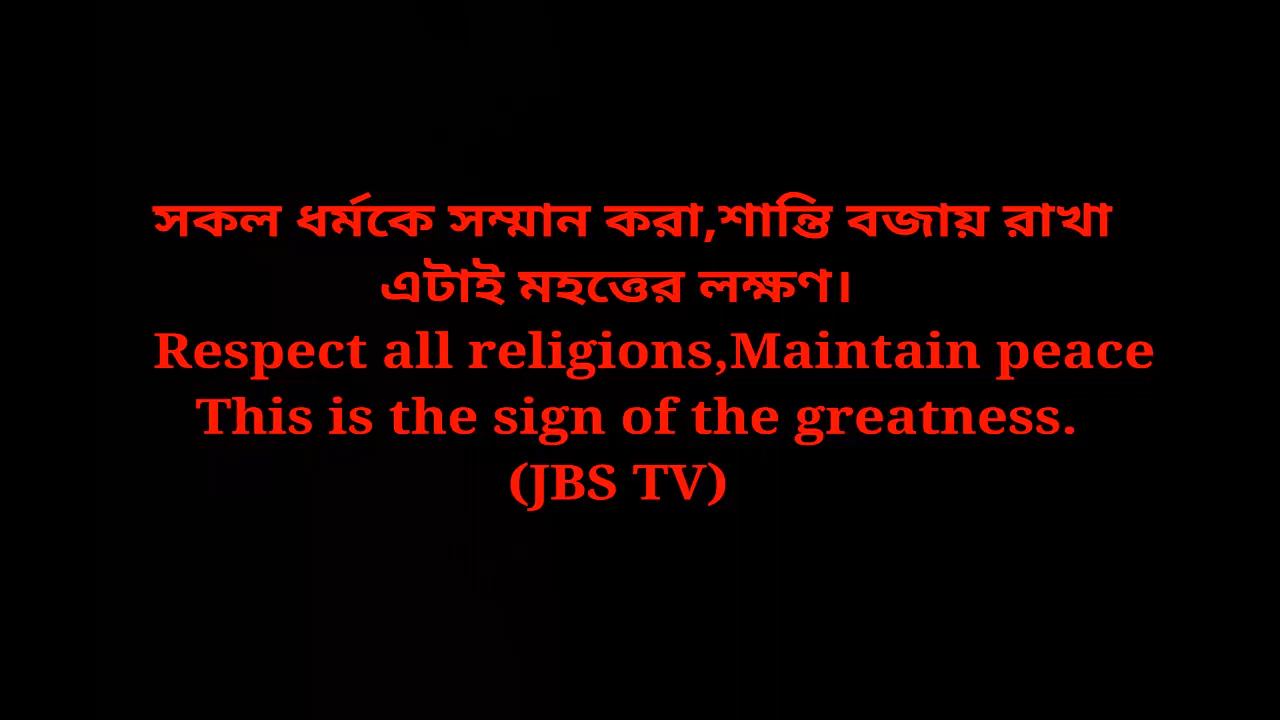 সকল ধর্মকে সম্মান করা,শান্তি বজায় রাখা
এটাই মহত্তের লক্ষণ।
Respect all religions,Maintain peace
This is the sign of the greatness.
(JBS TV)